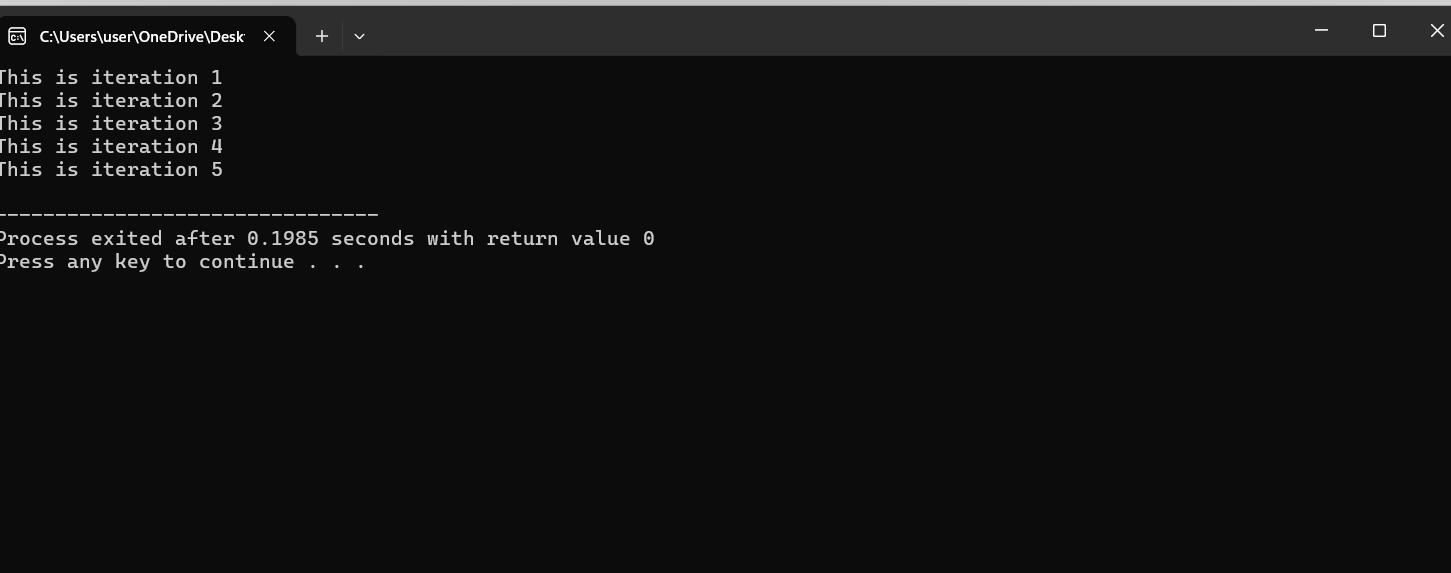 C:\Users\user\OneDrive\Desk
This is iteration 1
This is iteration 2
This is iteration 3
This is iteration 4
This is iteration 5
--------------------------------
Process exited after 0.1985 seconds with return value 0
Press any key to continue . . .